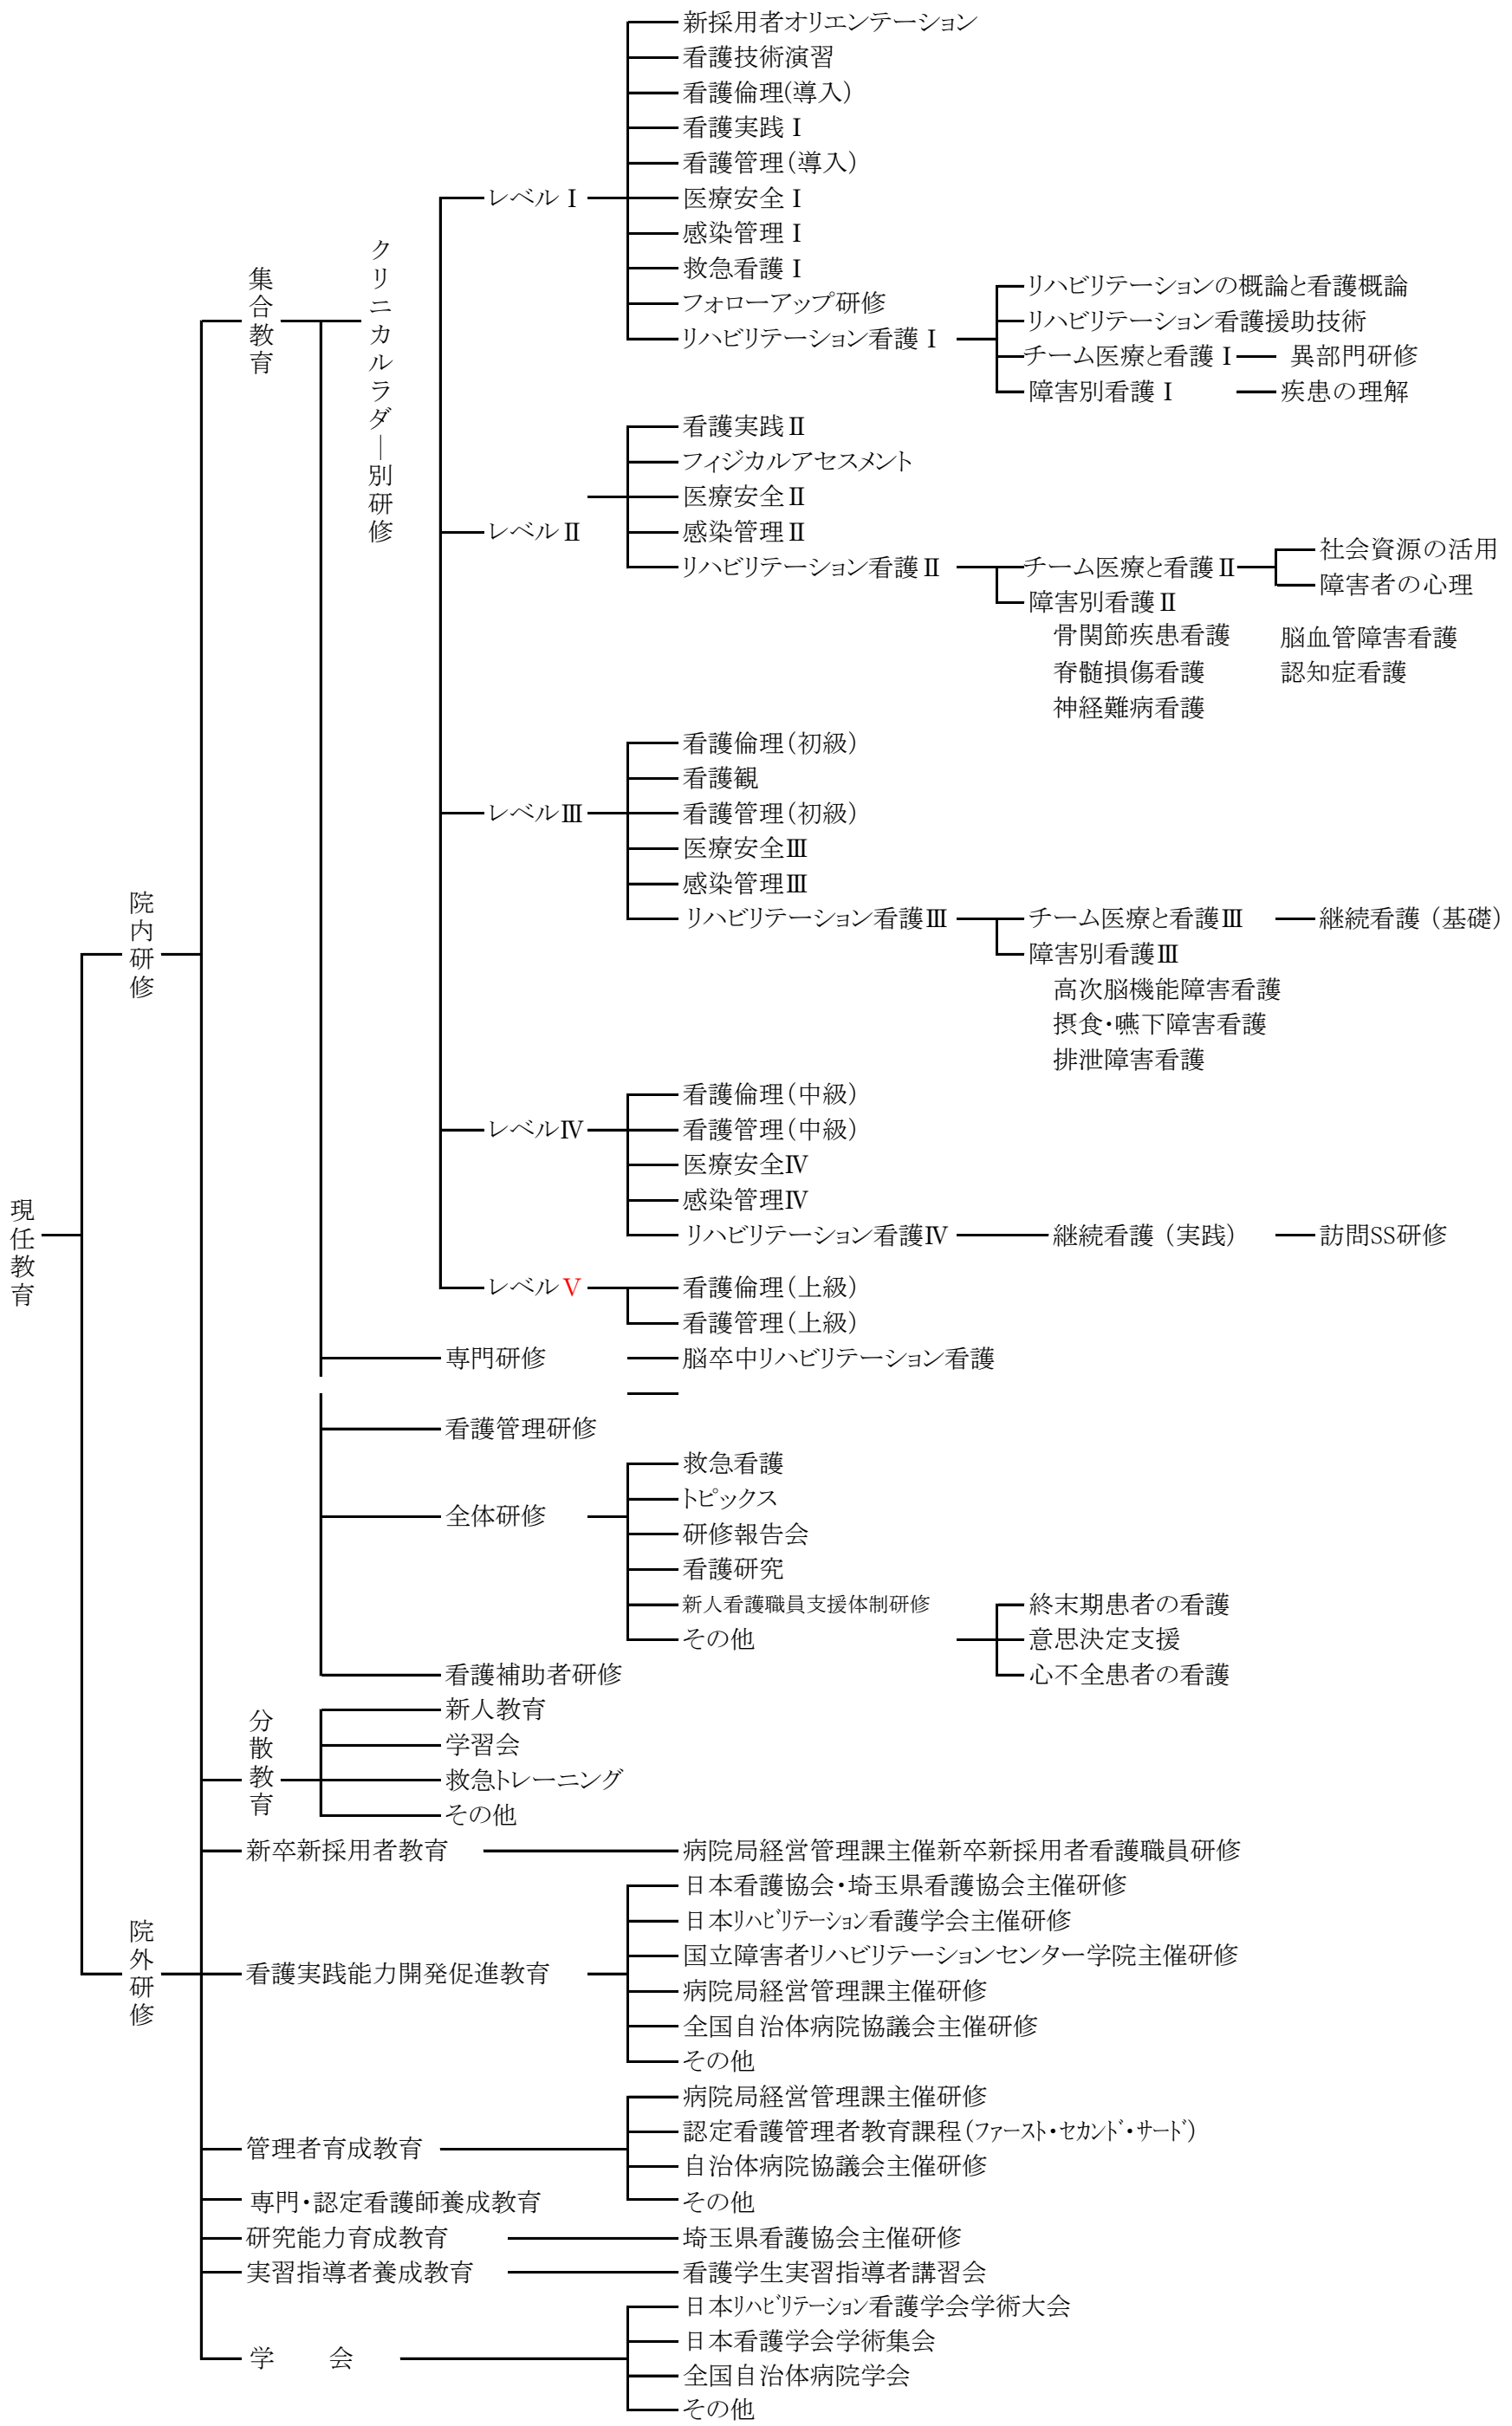 現任教育
院内研修
集合教育
クリニカルラダー別研修
レベルⅠ
新採用者オリエンテーション
看護技術演習
看護倫理(導入)
看護実践Ⅰ
看護管理(導入)
医療安全Ⅰ
感染管理Ⅰ
救急看護Ⅰ
フォローアップ研修
リハビリテーション看護Ⅰ
リハビリテーションの概論と看護概論
リハビリテーション看護援助技術
チーム医療と看護Ⅰ 異部門研修
障害別看護Ⅰ 疾患の理解
レベルⅡ
看護実践Ⅱ
フィジカルアセスメント
医療安全Ⅱ
感染管理Ⅱ
リハビリテーション看護Ⅱ
チーム医療と看護Ⅱ
社会資源の活用
障害者の心理
障害別看護Ⅱ
骨関節疾患看護 脳血管障害看護
脊髄損傷看護 認知症看護
神経難病看護
レベルⅢ
看護倫理(初級)
看護観
看護管理(初級)
医療安全Ⅲ
感染管理Ⅲ
リハビリテーション看護Ⅲ
チーム医療と看護Ⅲ 継続看護(基礎)
障害別看護Ⅲ
高次脳機能障害看護
摂食・嚥下障害看護
排泄障害看護
レベルⅣ
看護倫理(中級)
看護管理(中級)
医療安全Ⅳ
感染管理Ⅳ
リハビリテーション看護Ⅳ 継続看護(実践) 訪問SS研修
レベルⅤ
看護倫理(上級)
看護管理(上級)
専門研修 脳卒中リハビリテーション看護
看護管理研修
全体研修
救急看護
トピックス
研修報告会
看護研究
新人看護職員支援体制研修
その他
終末期患者の看護
意思決定支援
心不全患者の看護
看護補助者研修
分散教育
新人教育
学習会
救急トレーニング
その他
院外研修
新卒新採用者教育 病院局経営管理課主催新卒新採用者看護職員研修
看護実践能力開発促進教育
日本看護協会・埼玉県看護協会主催研修
日本ﾘﾊﾋﾞﾘﾃｰｼｮﾝ看護学会主催研修
国立障害者リハビリテーションセンター学院主催研修
病院局経営管理課主催研修
全国自治体病院協議会主催研修
その他
管理者育成教育
病院局経営管理課主催研修
認定看護管理者教育課程(ﾌｧｰｽﾄ・ｾｶﾝﾄﾞ・ｻｰﾄﾞ)
自治体病院協議会主催研修
その他
専門・認定看護師養成教育
研究能力育成教育 埼玉県看護協会主催研修
実習指導者養成教育 看護学生実習指導者講習会
学 会
日本ﾘﾊﾋﾞﾘﾃｰｼｮﾝ看護学会学術大会
日本看護学会学術集会
全国自治体病院学会
その他